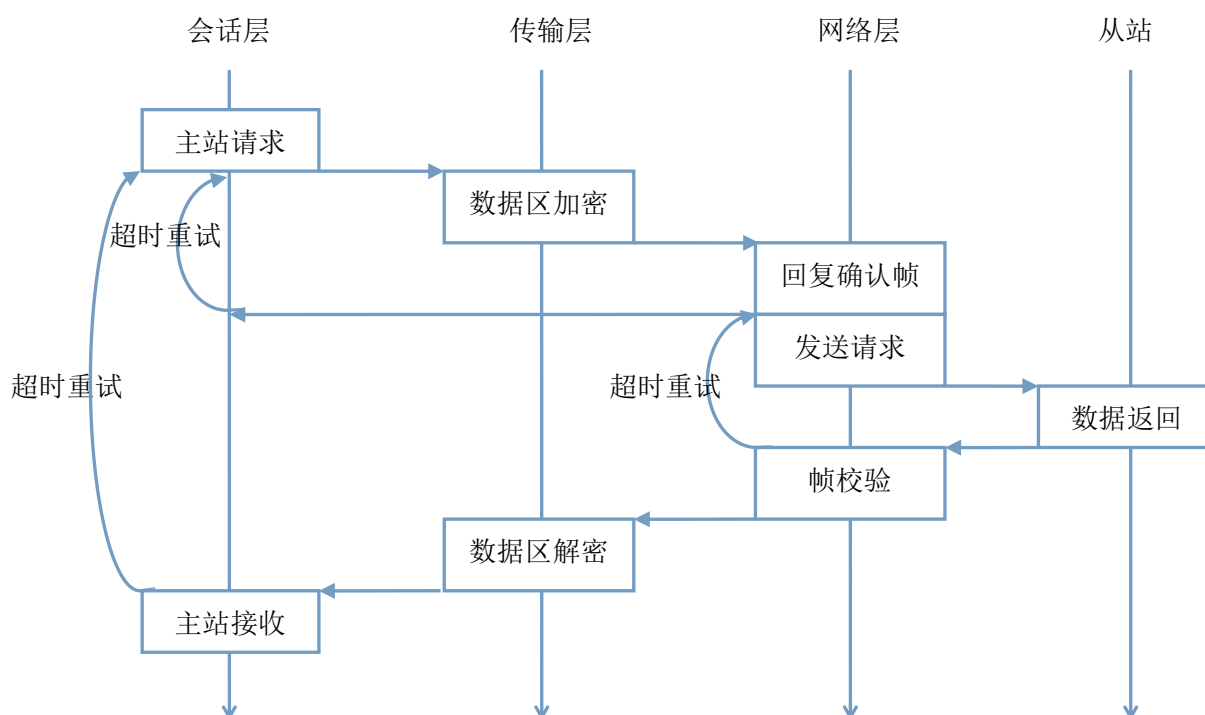 会话层
传输层
网络层
从站
主站请求
数据区加密
超时重试
回复确认帧
发送请求
超时重试
超时重试
数据返回
帧校验
数据区解密
主站接收